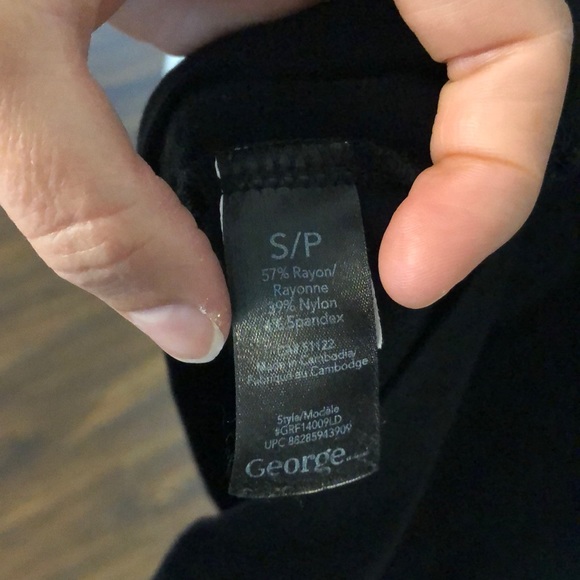 S/P
57% Rayon/
Rayonne
39% Nylon
4% Spandex
51122
Made in Cambodia/
Fabriqué au Cambodge
Style/Modèle
#GRF14009LD
UPC 88285943909
George